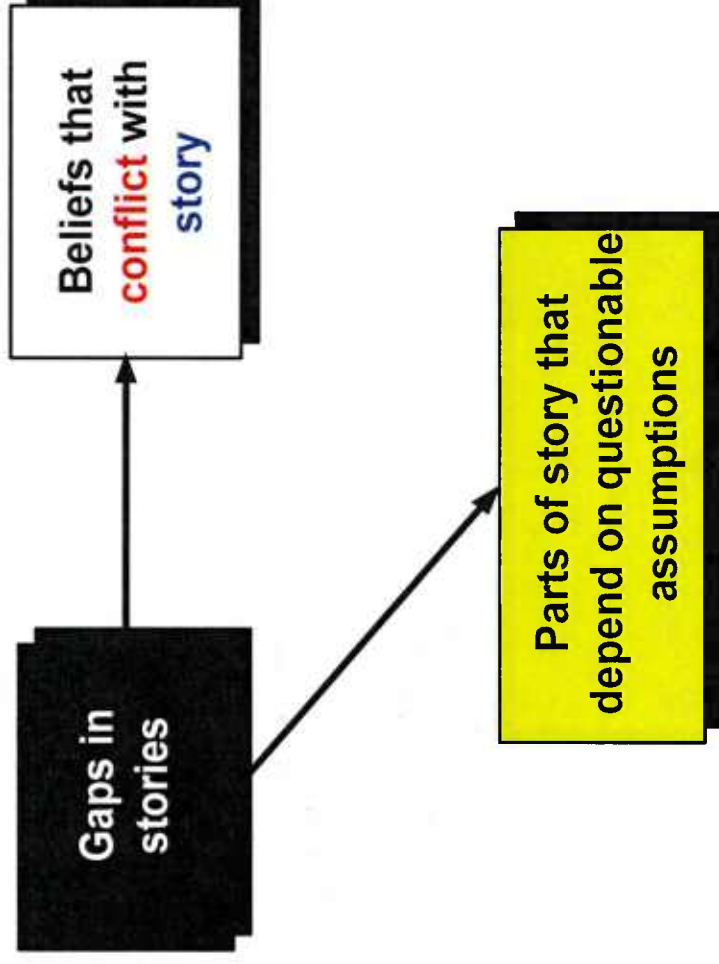 Gaps in
stories
Beliefs that
conflict with
story
Parts of story that
depend on questionable
assumptions